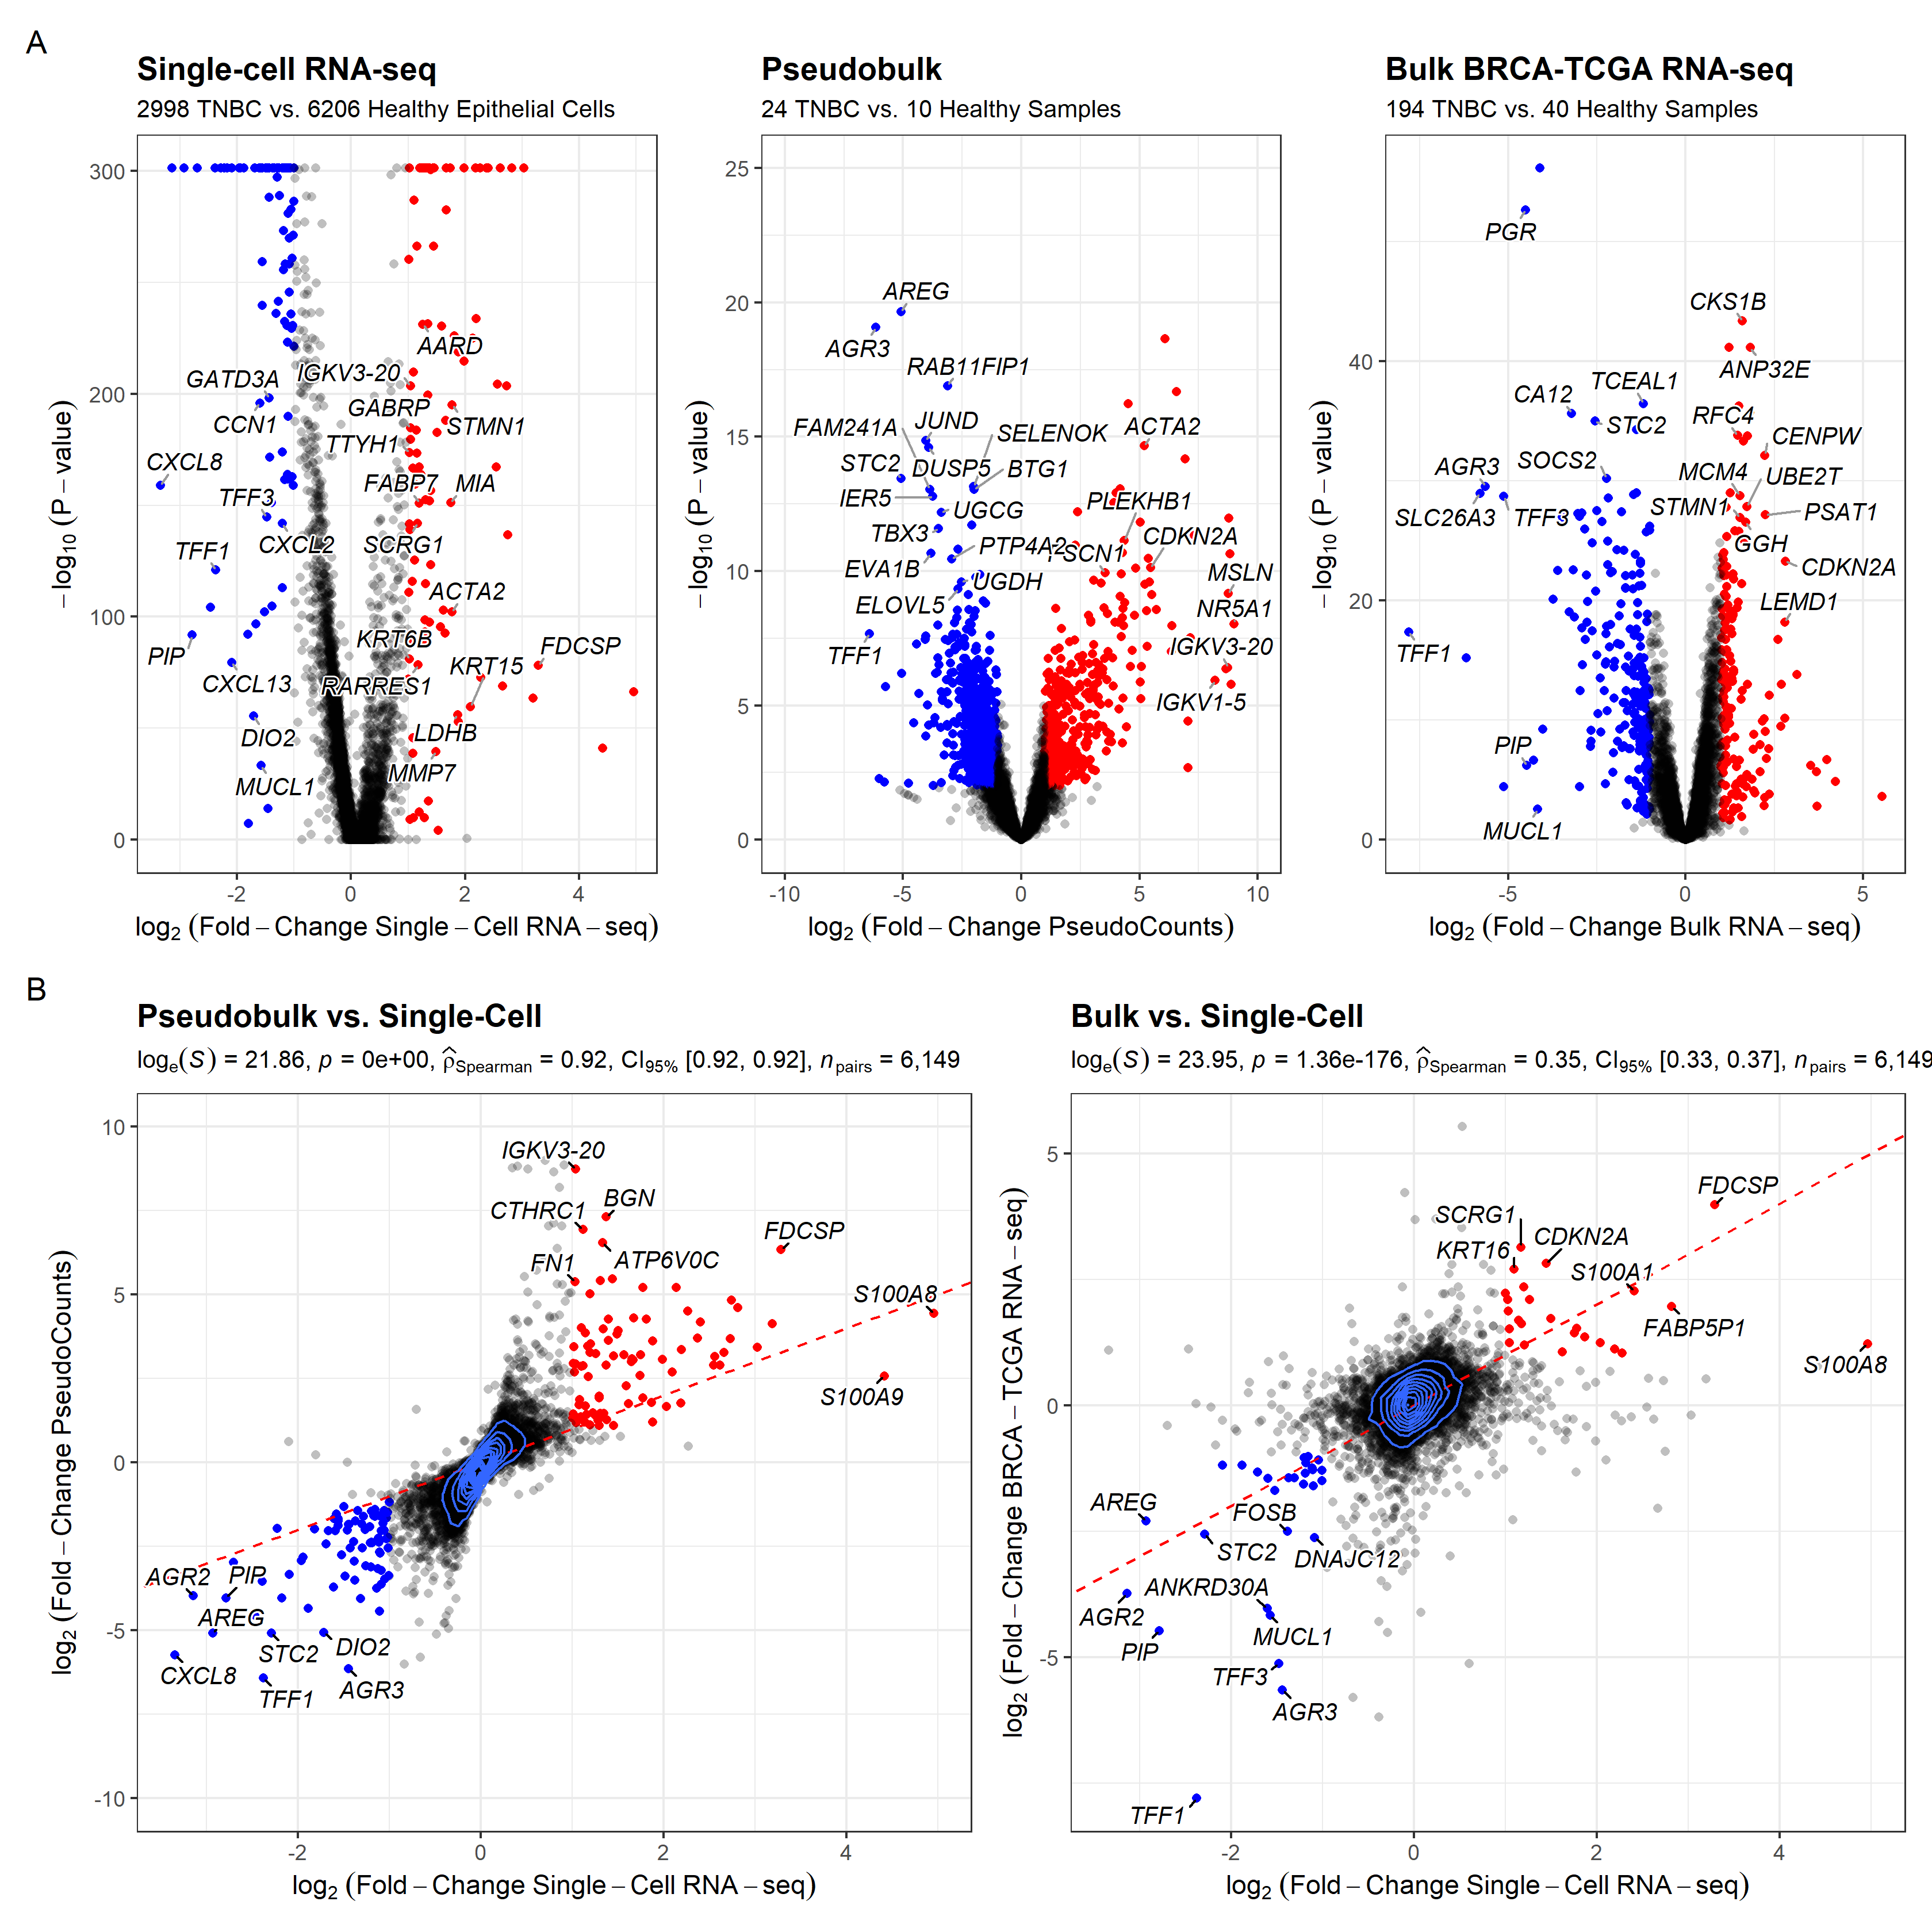 A
Single-cell RNA-seq
2998 TNBC vs. 6206 Healthy Epithelial Cells
300
200
100
0
-2
0
2
4
− log10 (P − value)
log2 (Fold − Change Single − Cell RNA − seq)
AARD
IGKV3-20
GATD3A
CCN1
GABRP
STMN1
TTYH1
CXCL8
FABP7
MIA
TFF3
CXCL2
SCRG1
TFF1
ACTA2
KRT6B
PIP
FDCSP
KRT15
CXCL13
RARRES1
DIO2
LDHB
MMP7
MUCL1
Pseudobulk
24 TNBC vs. 10 Healthy Samples
25
20
15
10
5
0
-10
-5
0
5
10
− log10 (P − value)
log2 (Fold − Change PseudoCounts)
AREG
AGR3
RAB11FIP1
FAM241A
JUND
SELENOK
ACTA2
STC2
DUSP5
BTG1
IER5
UGCG
PLEKHB1
TBX3
PTP4A2
CDKN2A
EVA1B
UGDH
MSLN
ELOVL5
NR5A1
TFF1
IGKV3-20
IGKV1-5
Bulk BRCA-TCGA RNA-seq
194 TNBC vs. 40 Healthy Samples
40
20
0
-5
0
5
− log10 (P − value)
log2 (Fold − Change Bulk RNA − seq)
PGR
CKS1B
ANP32E
TCEAL1
CA12
RFC4
STC2
CENPW
AGR3
SOCS2
MCM4
UBE2T
SLC26A3
TFF3
STMN1
PSAT1
GGH
CDKN2A
LEMD1
TFF1
PIP
MUCL1
B
Pseudobulk vs. Single-Cell
loge(S) = 21.86, p = 0e+00, ρ̂Spearman = 0.92, CI95% [0.92, 0.92], npairs = 6,149
10
5
0
-5
-10
-2
0
2
4
log2 (Fold − Change PseudoCounts)
log2 (Fold − Change Single − Cell RNA − seq)
IGKV3-20
CTHRC1
BGN
FDCSP
FN1
ATP6V0C
S100A8
S100A9
AGR2
PIP
AREG
STC2
DIO2
CXCL8
TFF1
AGR3
Bulk vs. Single-Cell
loge(S) = 23.95, p = 1.36e-176, ρ̂Spearman = 0.35, CI95% [0.33, 0.37], npairs = 6,149
5
0
-5
-2
0
2
4
log2 (Fold − Change BRCA − TCGA RNA − seq)
log2 (Fold − Change Single − Cell RNA − seq)
FDCSP
SCRG1
CDKN2A
KRT16
S100A1
FABP5P1
S100A8
AREG
FOSB
STC2
DNAJC12
ANKRD30A
AGR2
MUCL1
PIP
TFF3
AGR3
TFF1